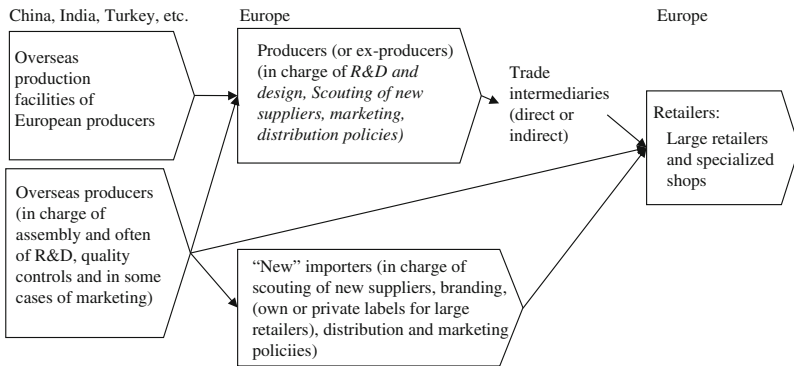 China, India, Turkey, etc.
Europe
Europe
Overseas
production
facilities of
European producers
Producers (or ex-producers)
(in charge of R&D and
design, Scouting of new
suppliers, marketing,
distribution policies)
Trade
intermediaries
(direct or
indirect)
Retailers:
Large retailers
and specialized
shops
Overseas producers
(in charge of
assembly and often
of R&D, quality
controls and in some
cases of marketing)
“New” importers (in charge of
scouting of new suppliers, branding,
(own or private labels for large
retailers), distribution and marketing
policiies)